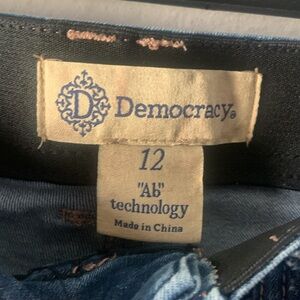 D Democracy®
12
"Ab"
technology
Made in China